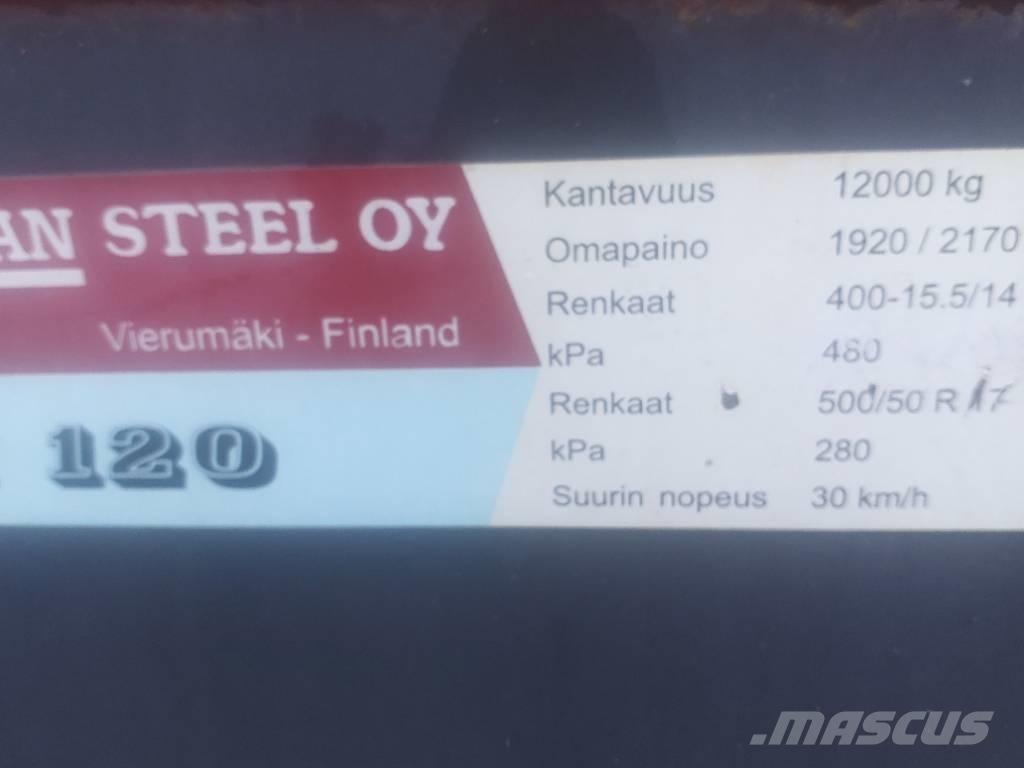 AN STEEL OY
Vierumäki - Finland
120
Kantavuus 12000 kg
Omapaino 1920 / 2170
Renkaat 400-15.5/14
kPa 480
Renkaat 500/50 R 17
kPa 280
Suurin nopeus 30 km/h
MASCUS